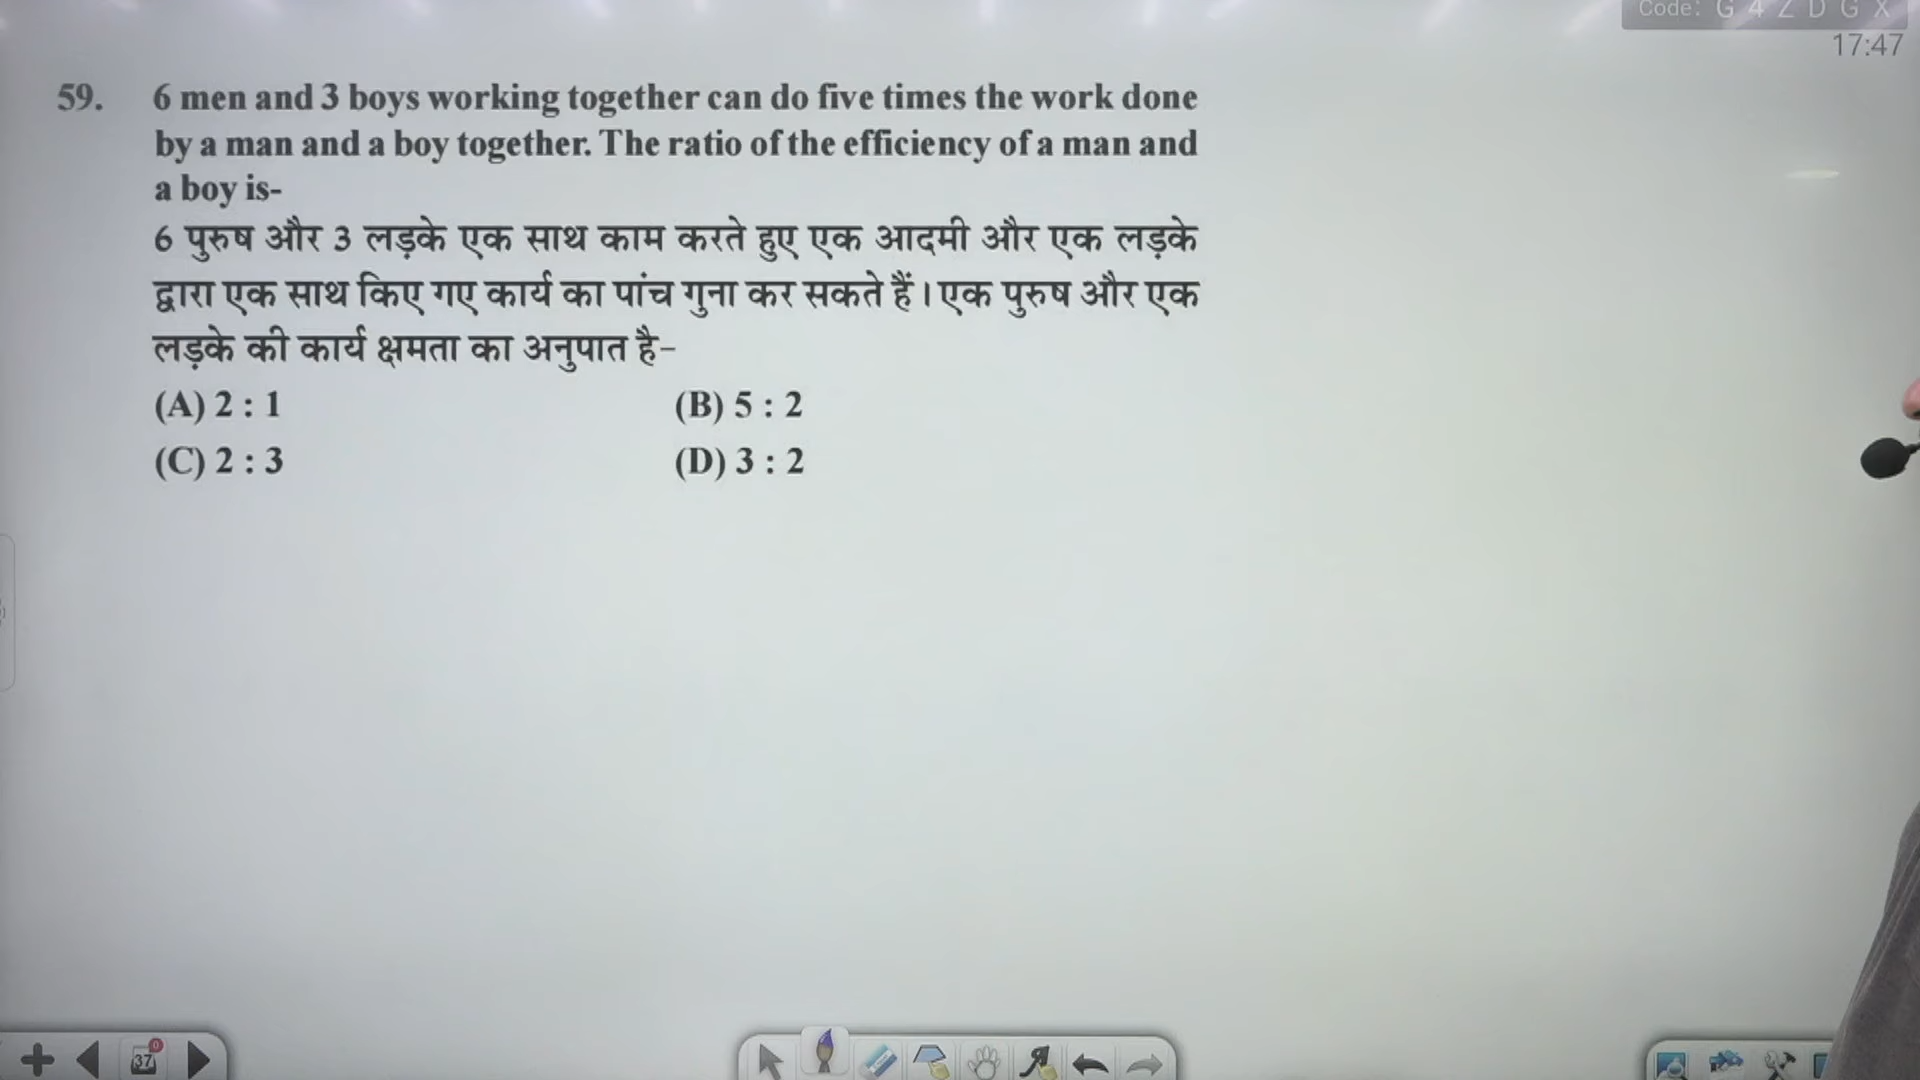 Code: G 4 Z D G X
17:47
59. 6 men and 3 boys working together can do five times the work done
by a man and a boy together. The ratio of the efficiency of a man and
a boy is-
6 पुरुष और 3 लड़के एक साथ काम करते हुए एक आदमी और एक लड़के
द्वारा एक साथ किए गए कार्य का पांच गुना कर सकते हैं। एक पुरुष और एक
लड़के की कार्य क्षमता का अनुपात है-
(A) 2 : 1 (B) 5 : 2
(C) 2 : 3 (D) 3 : 2
37 0